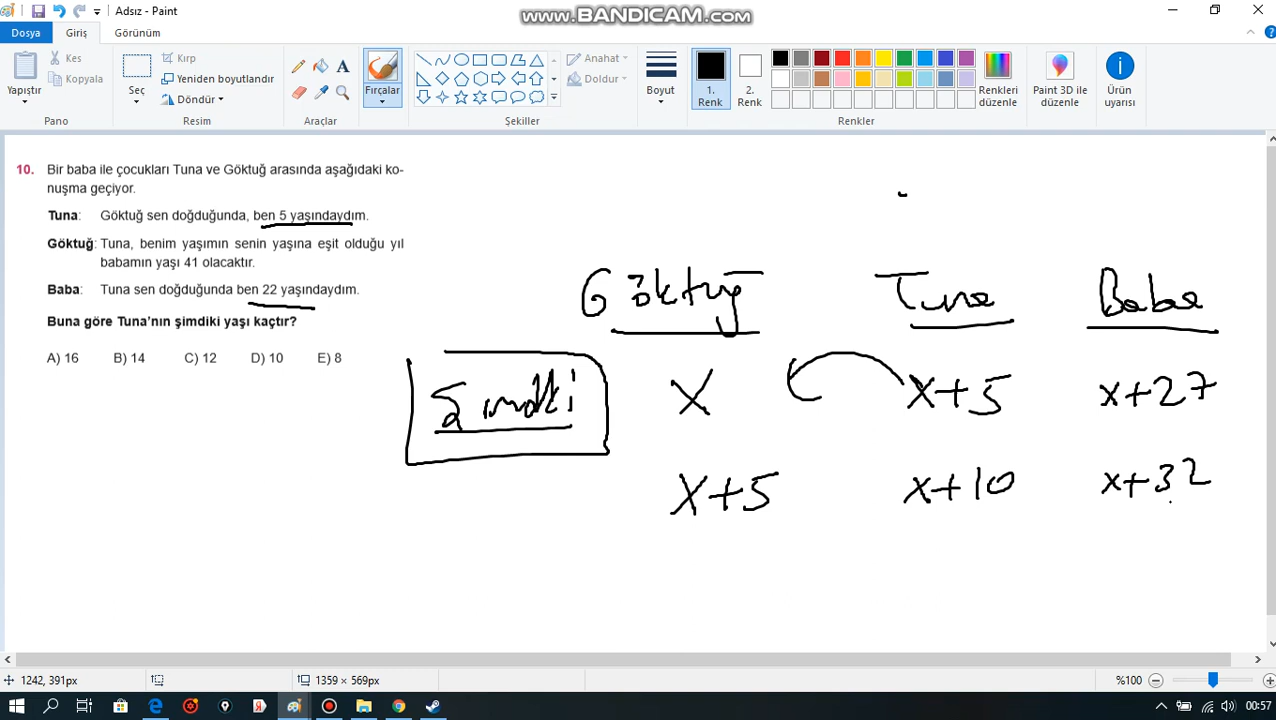 Adsız - Paint
www.BANDICAM.com
Dosya Giriş Görünüm
Yapıştır
Kes
Kopyala
Pano
Seç
Kırp
Yeniden boyutlandır
Döndür
Resim
A
Araçlar
Fırçalar
Anahat
Doldur
Şekiller
Boyut
1. Renk
2. Renk
Renkler
Renkleri düzenle
Paint 3D ile düzenle
Ürün uyarısı
10. Bir baba ile çocukları Tuna ve Göktuğ arasında aşağıdaki ko-
nuşma geçiyor.
Tuna: Göktuğ sen doğduğunda, ben 5 yaşındaydım.
Göktuğ: Tuna, benim yaşımın senin yaşına eşit olduğu yıl
babamın yaşı 41 olacaktır.
Baba: Tuna sen doğduğunda ben 22 yaşındaydım.
Buna göre Tuna'nın şimdiki yaşı kaçtır?
A) 16 B) 14 C) 12 D) 10 E) 8
Göktuğ Tuna Baba
Şimdiki x x+5 x+27
x+5 x+10 x+32
1242, 391px
1359 × 569px
%100
00:57